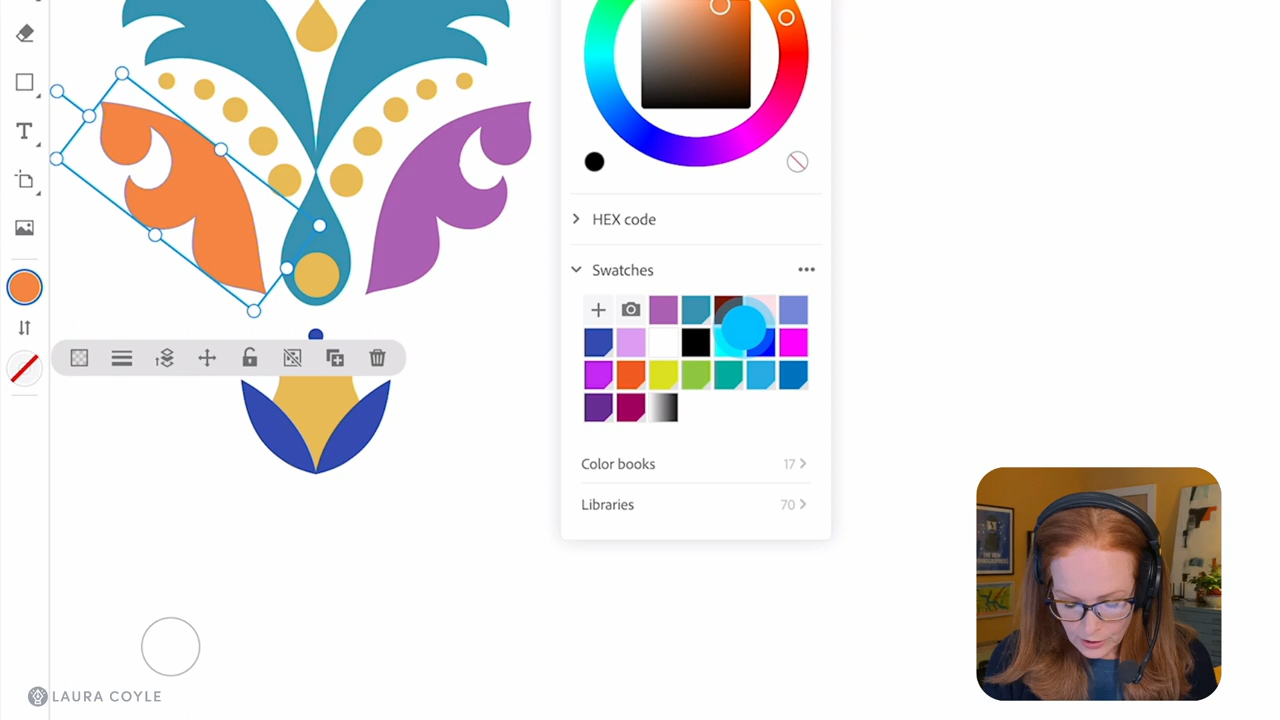 T
HEX code
Swatches
Color books 17
Libraries 70
LAURA COYLE